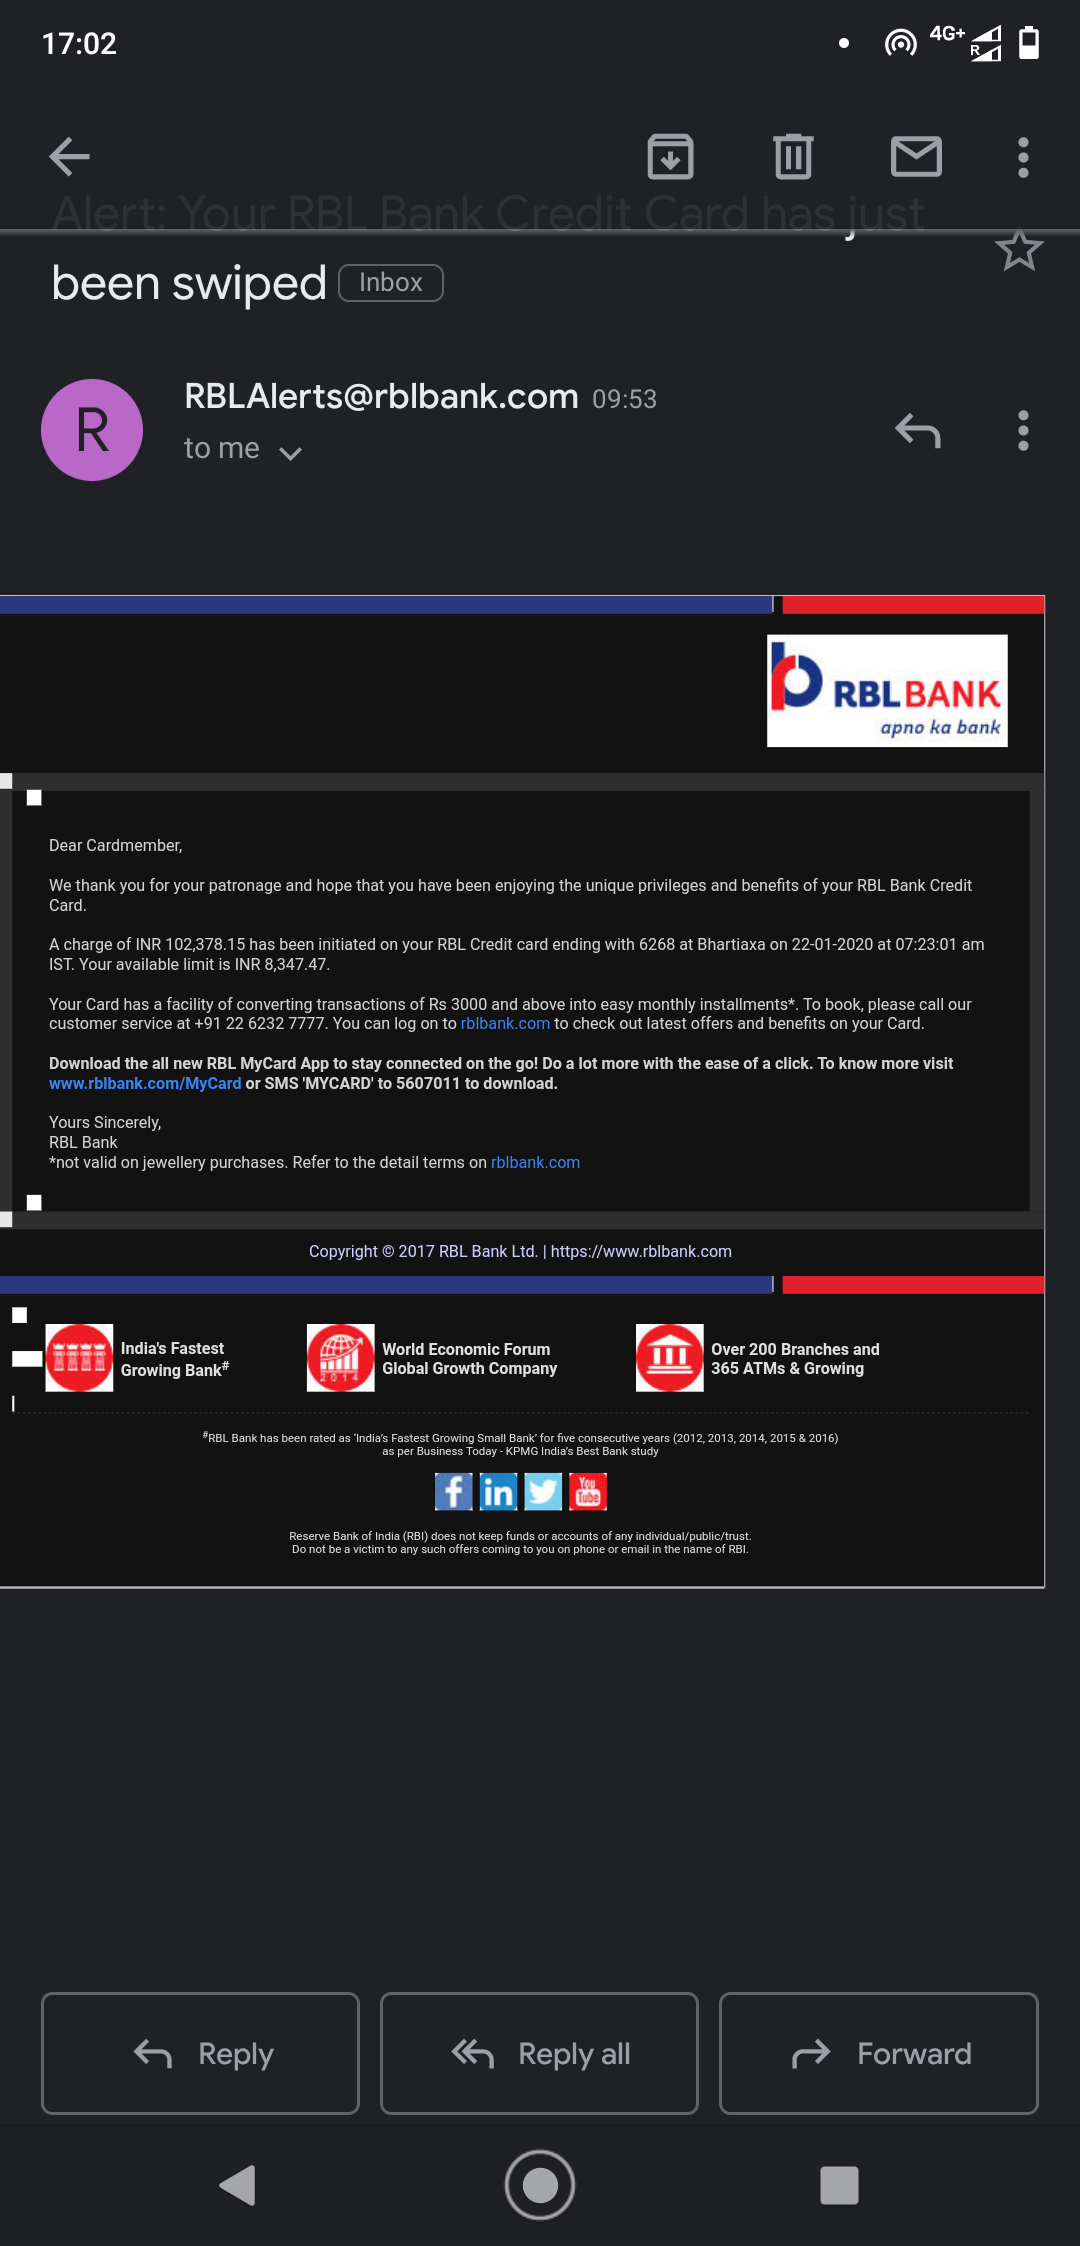 17:02
4G+
R
Alert: Your RBL Bank Credit Card has just
been swiped Inbox
R
RBLAlerts@rblbank.com 09:53
to me
RBLBANK
apno ka bank
Dear Cardmember,
We thank you for your patronage and hope that you have been enjoying the unique privileges and benefits of your RBL Bank Credit
Card.
A charge of INR 102,378.15 has been initiated on your RBL Credit card ending with 6268 at Bhartiaxa on 22-01-2020 at 07:23:01 am
IST. Your available limit is INR 8,347.47.
Your Card has a facility of converting transactions of Rs 3000 and above into easy monthly installments*. To book, please call our
customer service at +91 22 6232 7777. You can log on to rblbank.com to check out latest offers and benefits on your Card.
Download the all new RBL MyCard App to stay connected on the go! Do a lot more with the ease of a click. To know more visit
www.rblbank.com/MyCard or SMS 'MYCARD' to 5607011 to download.
Yours Sincerely,
RBL Bank
*not valid on jewellery purchases. Refer to the detail terms on rblbank.com
Copyright © 2017 RBL Bank Ltd. | https://www.rblbank.com
India's Fastest
Growing Bank#
2014
World Economic Forum
Global Growth Company
Over 200 Branches and
365 ATMs & Growing
#RBL Bank has been rated as ‘India’s Fastest Growing Small Bank’ for five consecutive years (2012, 2013, 2014, 2015 & 2016)
as per Business Today - KPMG India’s Best Bank study
f in You Tube
Reserve Bank of India (RBI) does not keep funds or accounts of any individual/public/trust.
Do not be a victim to any such offers coming to you on phone or email in the name of RBI.
Reply Reply all Forward